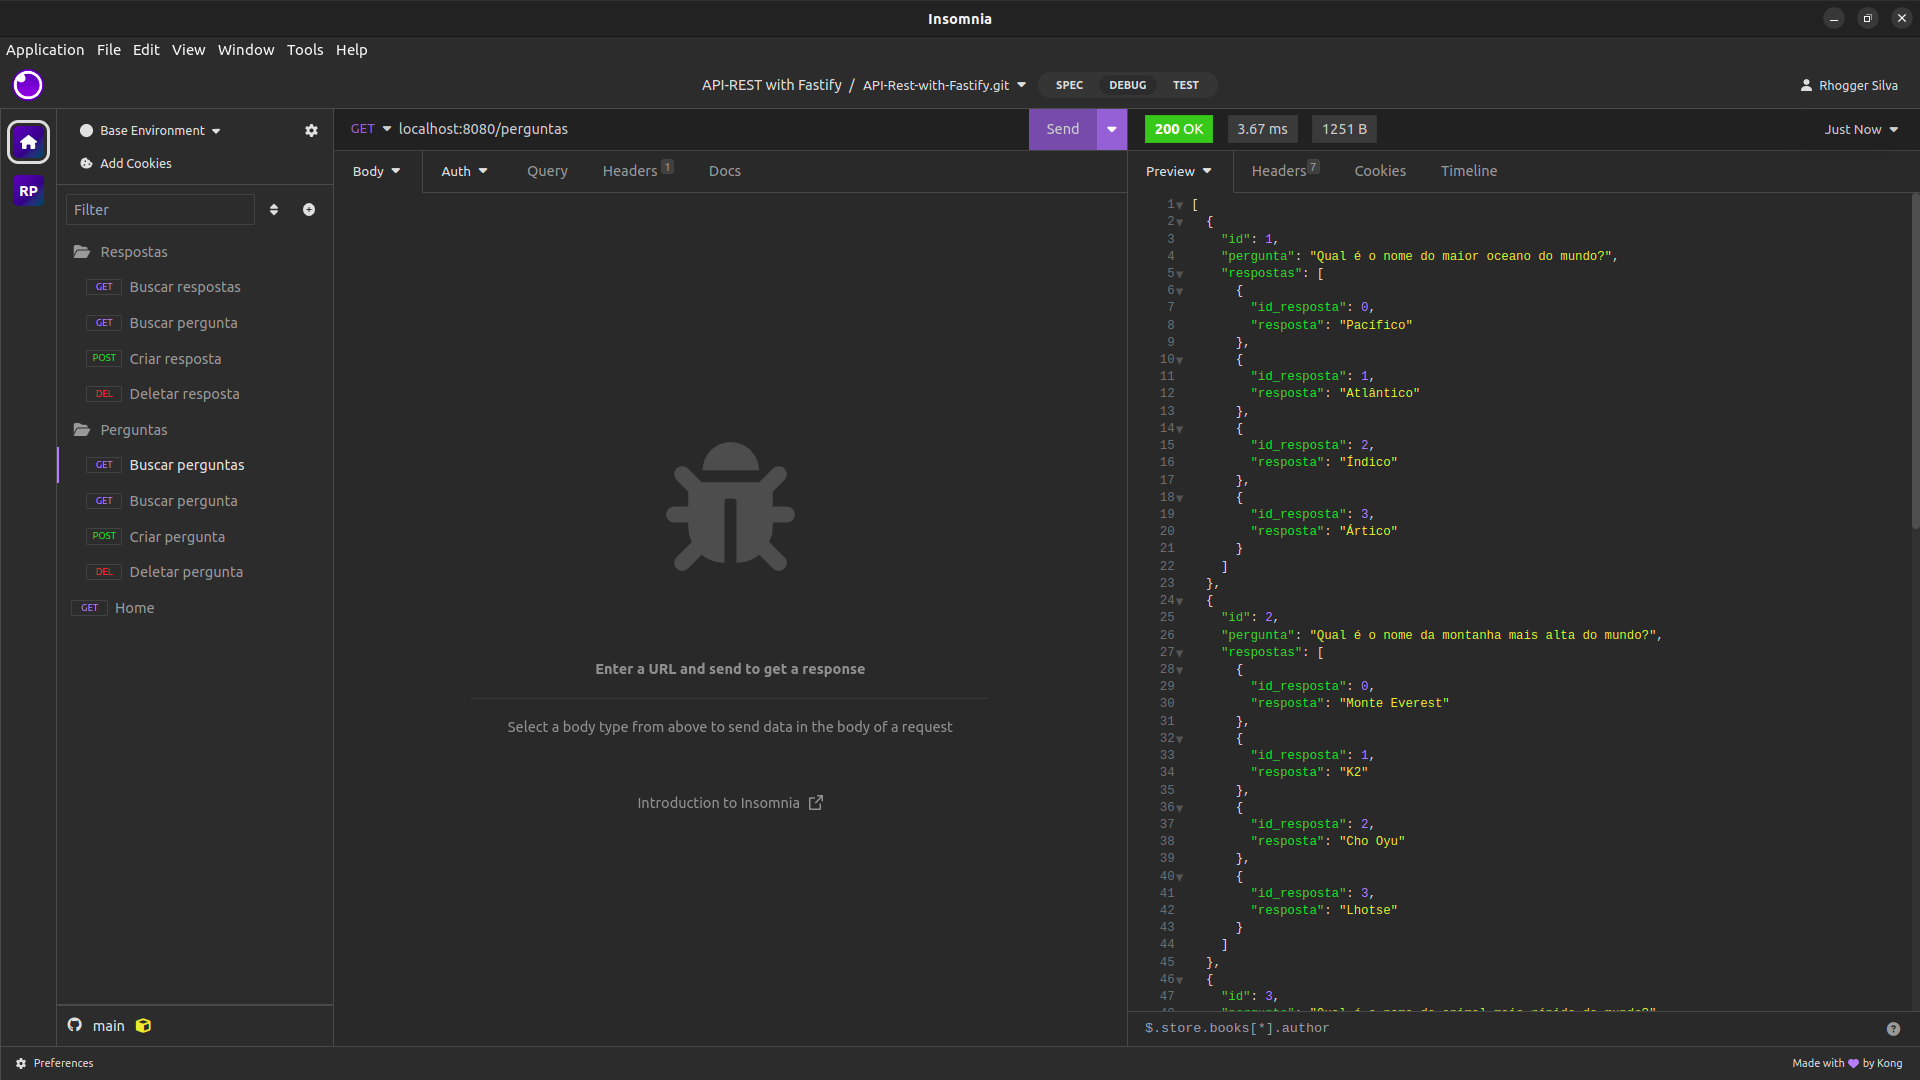 Insomnia
Application File Edit View Window Tools Help
API-REST with Fastify / API-Rest-with-Fastify.git SPEC DEBUG TEST
Rhogger Silva
RP
Base Environment
Add Cookies
Filter
Respostas
GET Buscar respostas
GET Buscar pergunta
POST Criar resposta
DEL Deletar resposta
Perguntas
GET Buscar perguntas
GET Buscar pergunta
POST Criar pergunta
DEL Deletar pergunta
GET Home
main
Preferences
GET localhost:8080/perguntas Send
Body Auth Query Headers 1 Docs
Enter a URL and send to get a response
Select a body type from above to send data in the body of a request
Introduction to Insomnia
200 OK 3.67 ms 1251 B Just Now
Preview Headers 7 Cookies Timeline
1 [
2 {
3 "id": 1,
4 "pergunta": "Qual é o nome do maior oceano do mundo?",
5 "respostas": [
6 {
7 "id_resposta": 0,
8 "resposta": "Pacífico"
9 },
10 {
11 "id_resposta": 1,
12 "resposta": "Atlântico"
13 },
14 {
15 "id_resposta": 2,
16 "resposta": "Índico"
17 },
18 {
19 "id_resposta": 3,
20 "resposta": "Ártico"
21 }
22 ]
23 },
24 {
25 "id": 2,
26 "pergunta": "Qual é o nome da montanha mais alta do mundo?",
27 "respostas": [
28 {
29 "id_resposta": 0,
30 "resposta": "Monte Everest"
31 },
32 {
33 "id_resposta": 1,
34 "resposta": "K2"
35 },
36 {
37 "id_resposta": 2,
38 "resposta": "Cho Oyu"
39 },
40 {
41 "id_resposta": 3,
42 "resposta": "Lhotse"
43 }
44 ]
45 },
46 {
47 "id": 3,
48 "pergunta": "Qual é o nome do animal mais rápido do mundo?",
$.store.books[*].author
Made with by Kong